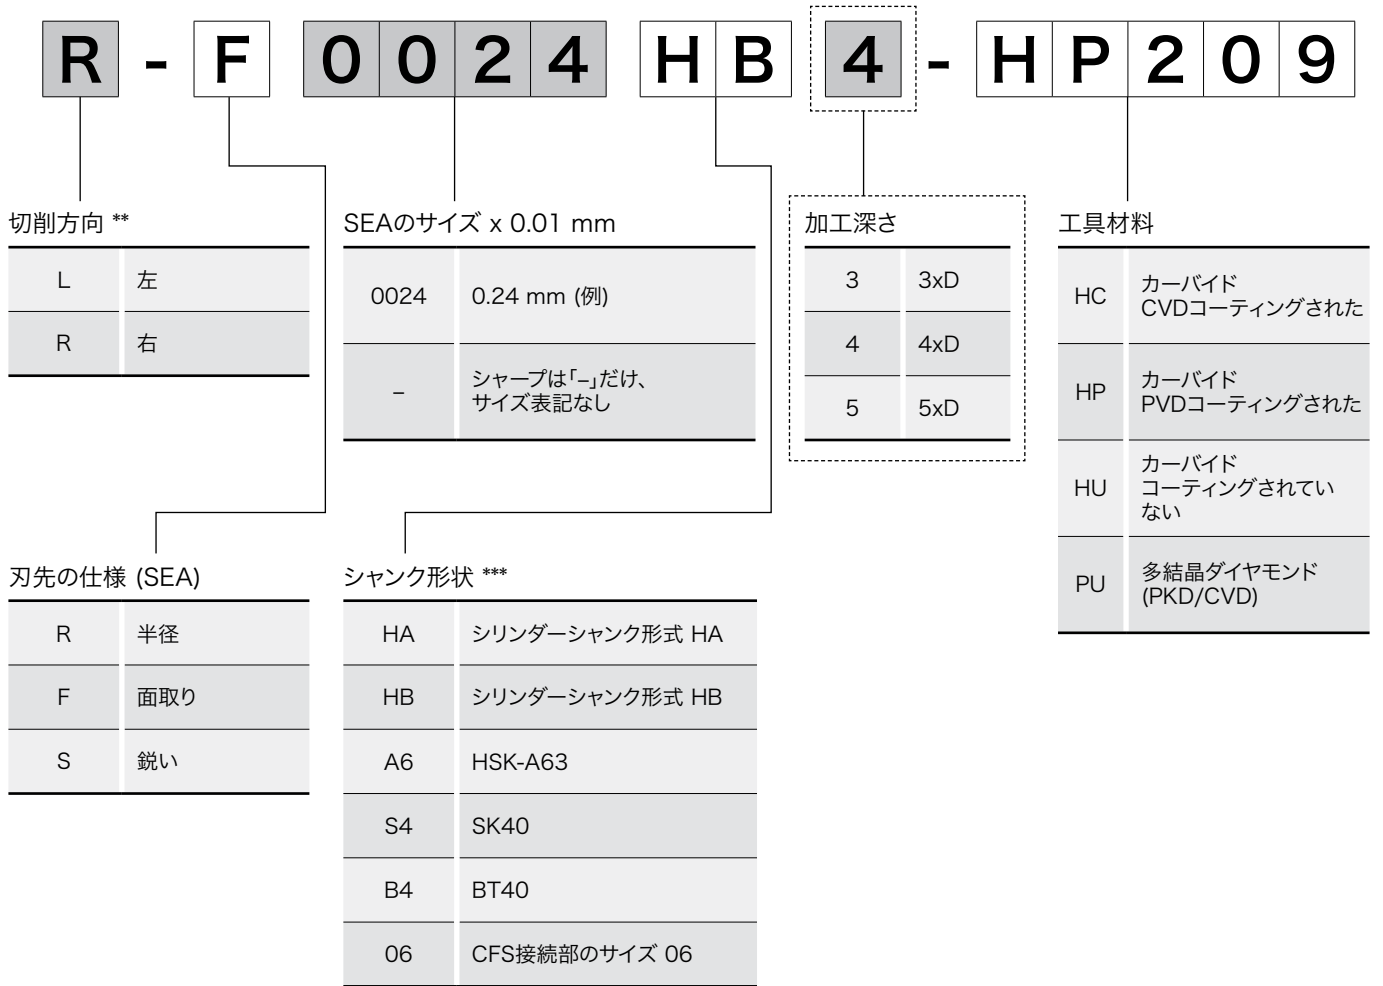 R - F 0024 HB 4 - HP209
切削方向 **
L 左
R 右
SEAのサイズ x 0.01 mm
0024 0.24 mm (例)
– シャープは「–」だけ、
サイズ表記なし
加工深さ
3 3xD
4 4xD
5 5xD
工具材料
HC カーバイド
CVDコーティングされた
HP カーバイド
PVDコーティングされた
HU カーバイド
コーティングされてい
ない
PU 多結晶ダイヤモンド
(PKD/CVD)
刃先の仕様 (SEA)
R 半径
F 面取り
S 鋭い
シャンク形状 ***
HA シリンダーシャンク形式 HA
HB シリンダーシャンク形式 HB
A6 HSK-A63
S4 SK40
B4 BT40
06 CFS接続部のサイズ 06